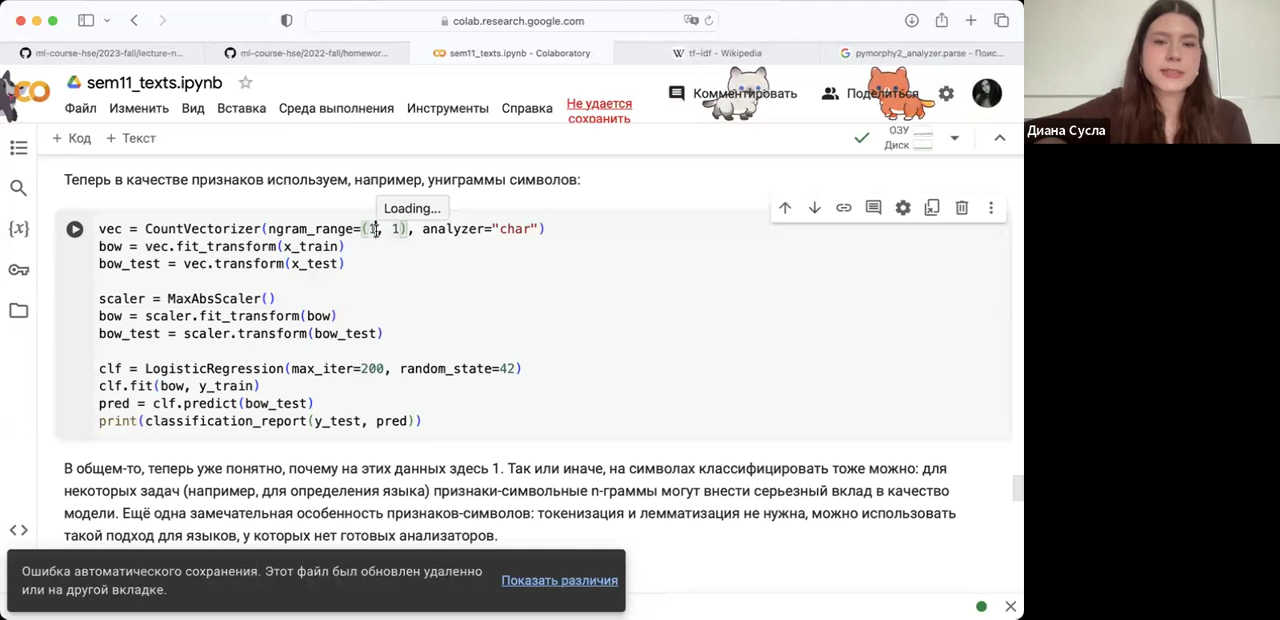 colab.research.google.com
ml-course-hse/2023-fall/lecture-n...
ml-course-hse/2022-fall/homewor...
sem11_texts.ipynb - Colaboratory
tf-idf — Wikipedia
pymorphy2_analyzer.parse - Поис...
sem11_texts.ipynb
Комментировать
Поделиться
Файл Изменить Вид Вставка Среда выполнения Инструменты Справка
Не удается
сохранить
+ Код + Текст
ОЗУ
Диск
Диана Сусла
Теперь в качестве признаков используем, например, униграммы символов:
Loading...
vec = CountVectorizer(ngram_range=(1, 1), analyzer="char")
bow = vec.fit_transform(x_train)
bow_test = vec.transform(x_test)
scaler = MaxAbsScaler()
bow = scaler.fit_transform(bow)
bow_test = scaler.transform(bow_test)
clf = LogisticRegression(max_iter=200, random_state=42)
clf.fit(bow, y_train)
pred = clf.predict(bow_test)
print(classification_report(y_test, pred))
В общем-то, теперь уже понятно, почему на этих данных здесь 1. Так или иначе, на символах классифицировать тоже можно: для
некоторых задач (например, для определения языка) признаки-символьные n-граммы могут внести серьезный вклад в качество
модели. Ещё одна замечательная особенность признаков-символов: токенизация и лемматизация не нужна, можно использовать
такой подход для языков, у которых нет готовых анализаторов.
Ошибка автоматического сохранения. Этот файл был обновлен удаленно
или на другой вкладке.
Показать различия